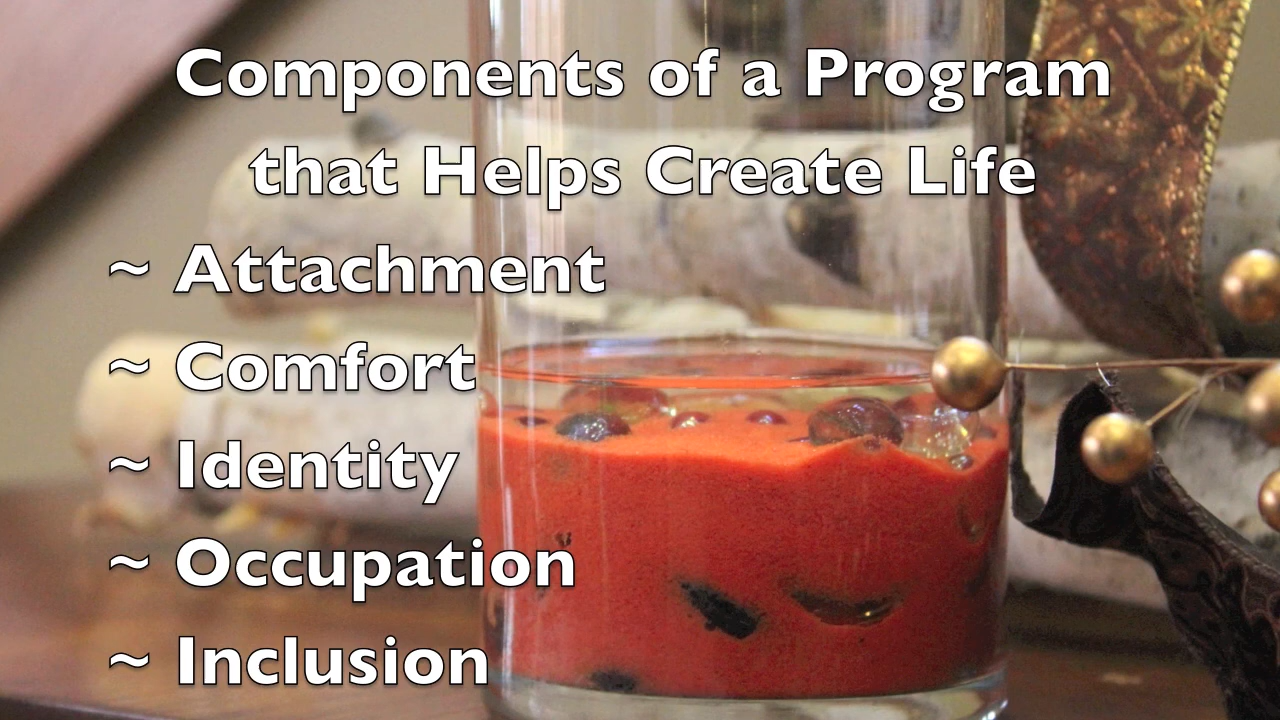 Components of a Program
that Helps Create Life
~ Attachment
~ Comfort
~ Identity
~ Occupation
~ Inclusion